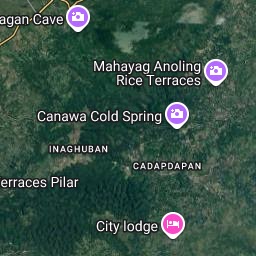 agan Cave
Mahayag Anoling
Rice Terraces
Canawa Cold Spring
INAGHUBAN
CADAPDAPAN
erraces Pilar
City lodge